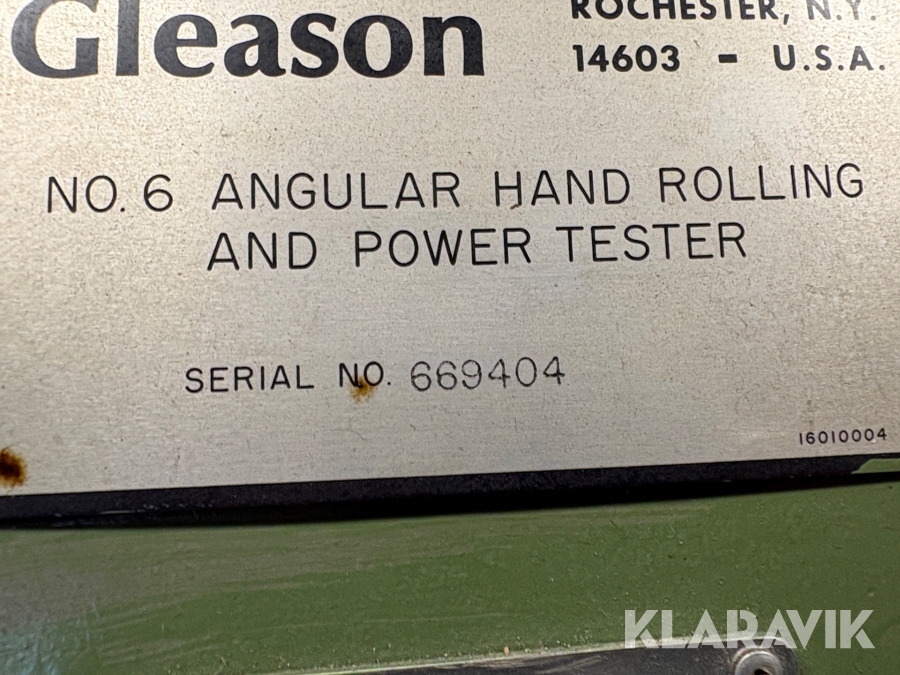 Gleason
ROCHESTER, N.Y.
14603 - U.S.A.
NO. 6 ANGULAR HAND ROLLING
AND POWER TESTER
SERIAL NO. 669404
16010004
KLARAVIK